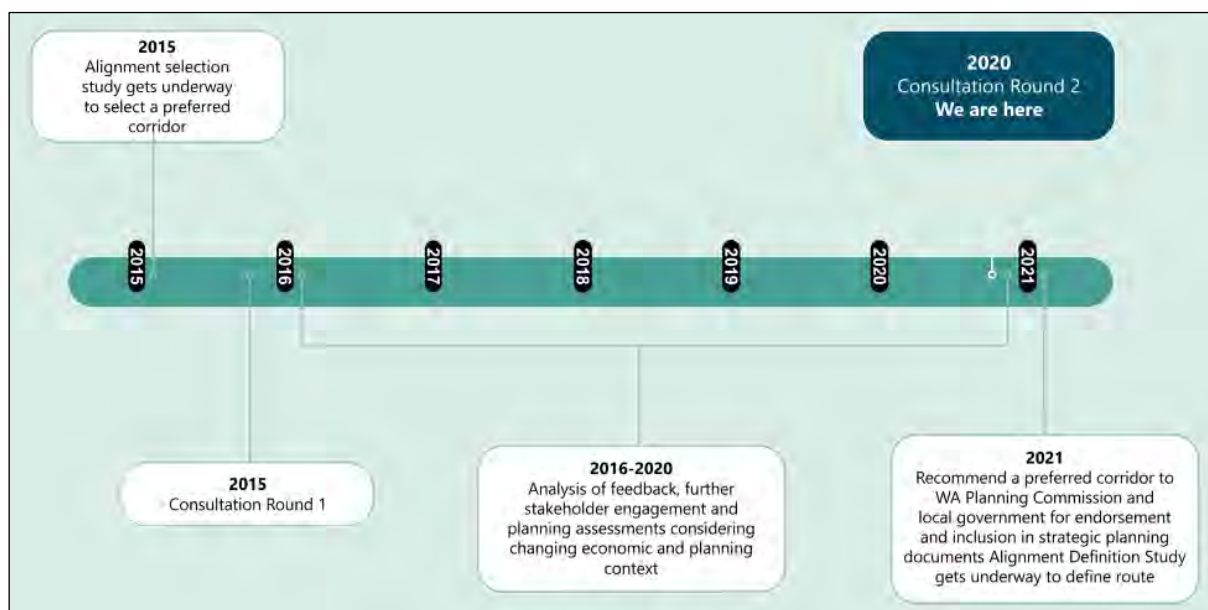 2015
Alignment selection
study gets underway
to select a preferred
corridor
2020
Consultation Round 2
We are here
2015
2016
2017
2018
2019
2020
2021
2015
Consultation Round 1
2016-2020
Analysis of feedback, further
stakeholder engagement and
planning assessments considering
changing economic and planning
context
2021
Recommend a preferred corridor to
WA Planning Commission and
local government for endorsement
and inclusion in strategic planning
documents Alignment Definition Study
gets underway to define route